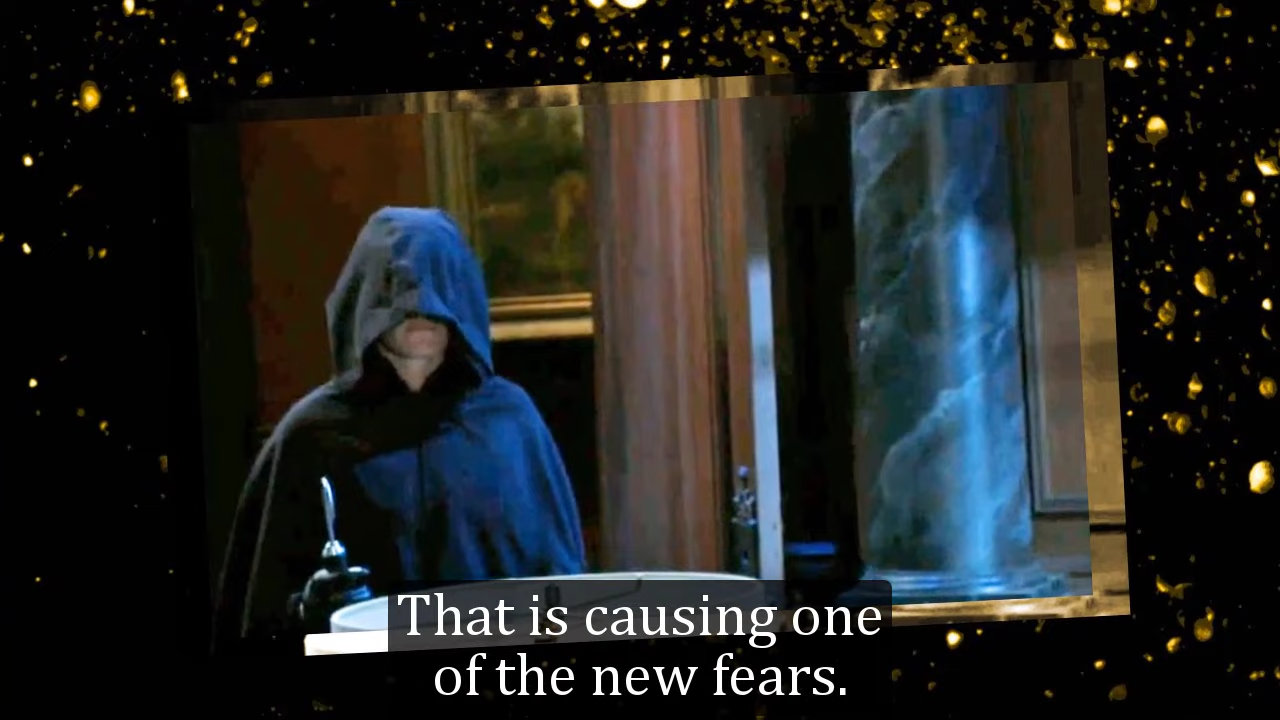 That is causing one
of the new fears.